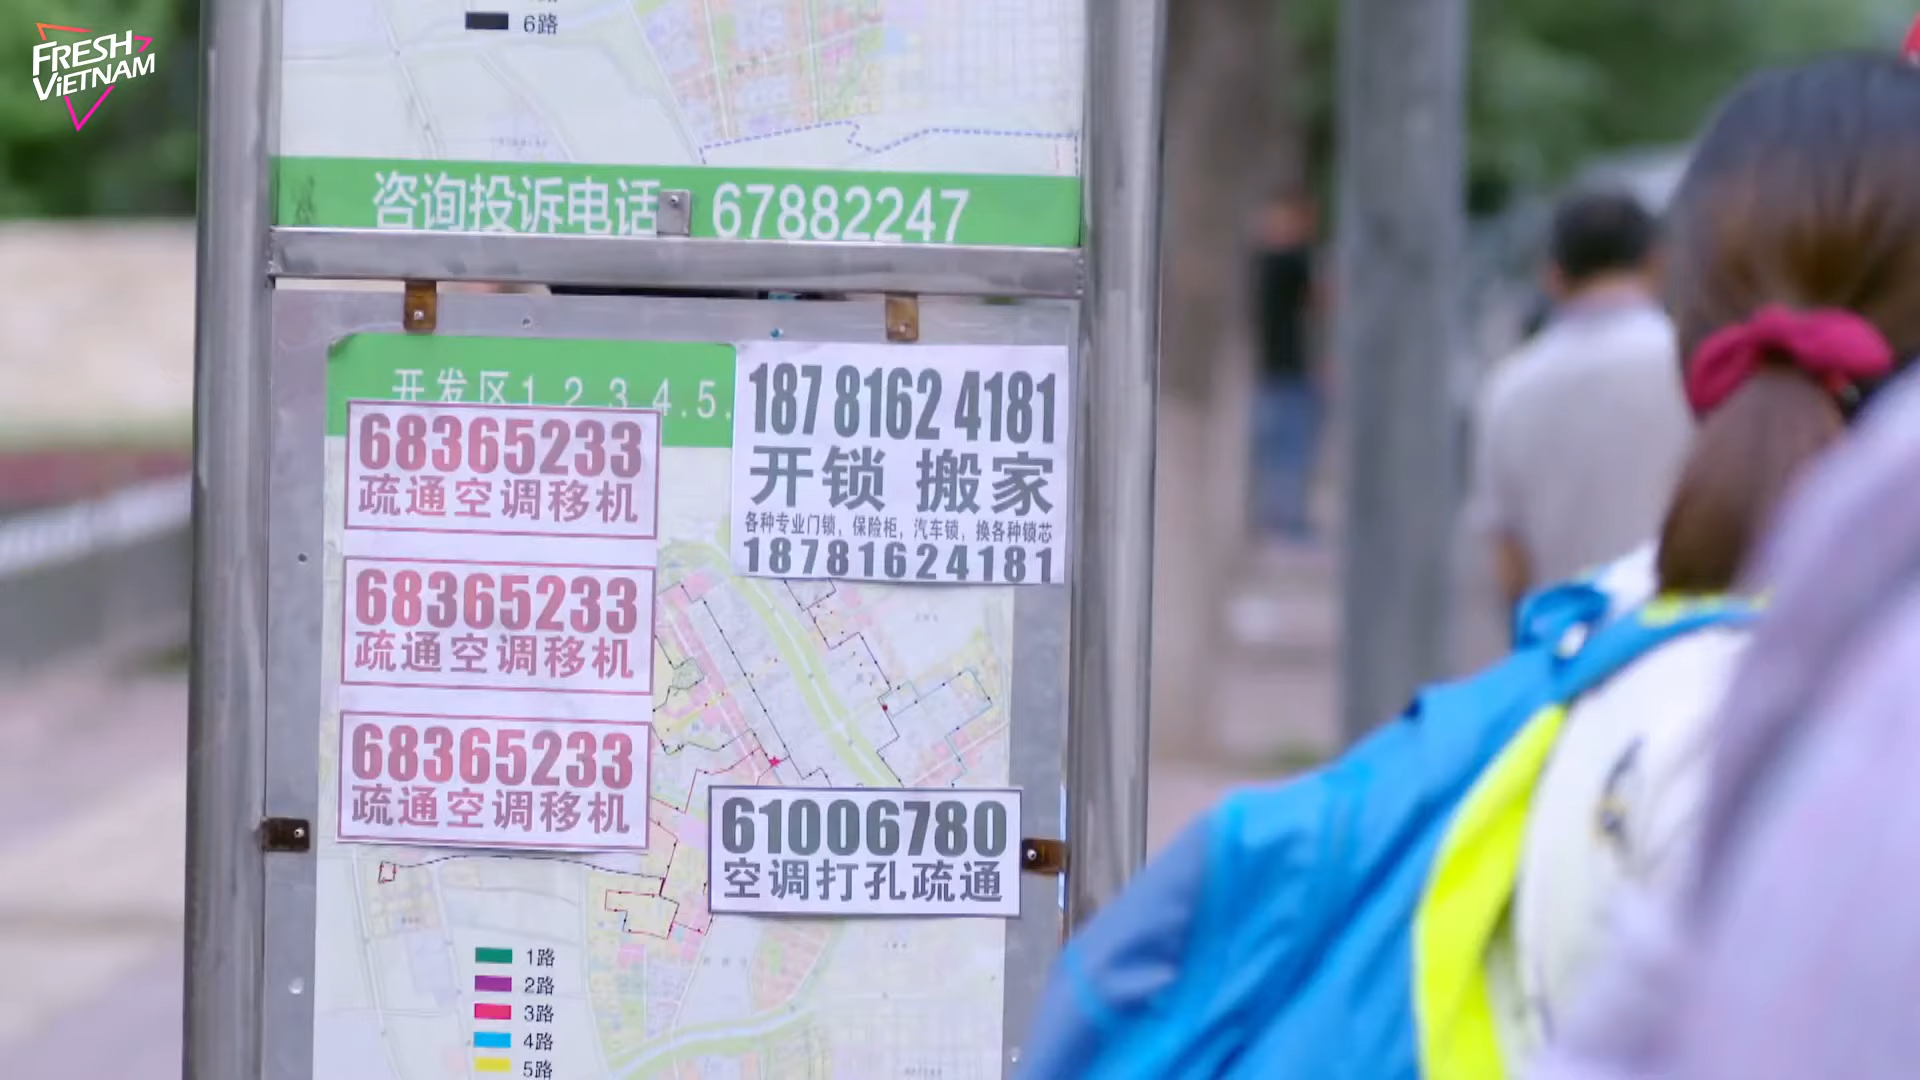 FRESH
VIETNAM
6路
咨询投诉电话 67882247
开发区1.2.3.4.5.
68365233
疏通空调移机
68365233
疏通空调移机
68365233
疏通空调移机
187 8162 4181
开锁 搬家
各种专业门锁，保险柜，汽车锁，换各种锁芯
18781624181
61006780
空调打孔疏通
1路
2路
3路
4路
5路